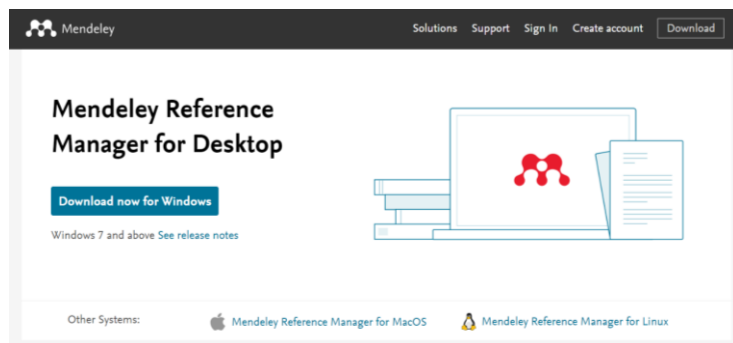 Mendeley
Solutions Support Sign In Create account Download
Mendeley Reference
Manager for Desktop
Download now for Windows
Windows 7 and above See release notes
Other Systems: Mendeley Reference Manager for MacOS Mendeley Reference Manager for Linux